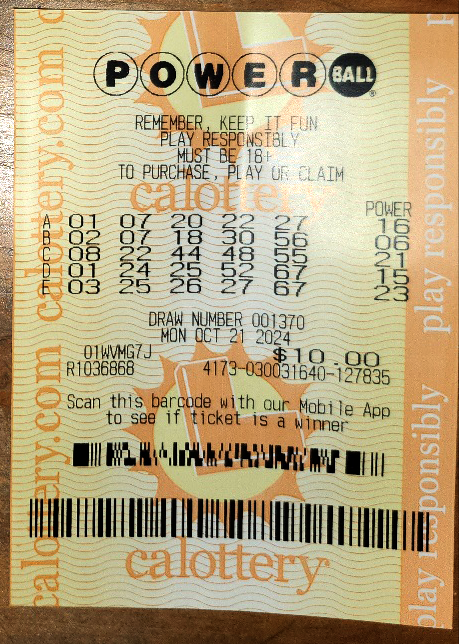 POWERBALL
REMEMBER, KEEP IT FUN
PLAY RESPONSIBLY
MUST BE 18+
TO PURCHASE, PLAY OR CLAIM
calottery
POWER
A 01 07 20 22 27 16
B 02 07 18 30 56 06
C 08 22 44 48 55 21
D 01 24 25 52 67 15
E 03 25 26 27 67 23
DRAW NUMBER 001370
MON OCT 21 2024
01WVMG7J $10.00
R1036868 4173-030031640-127835
Scan this barcode with our Mobile App
to see if ticket is a winner
calottery
calottery.com
calottery.com
play responsibly
play responsibly